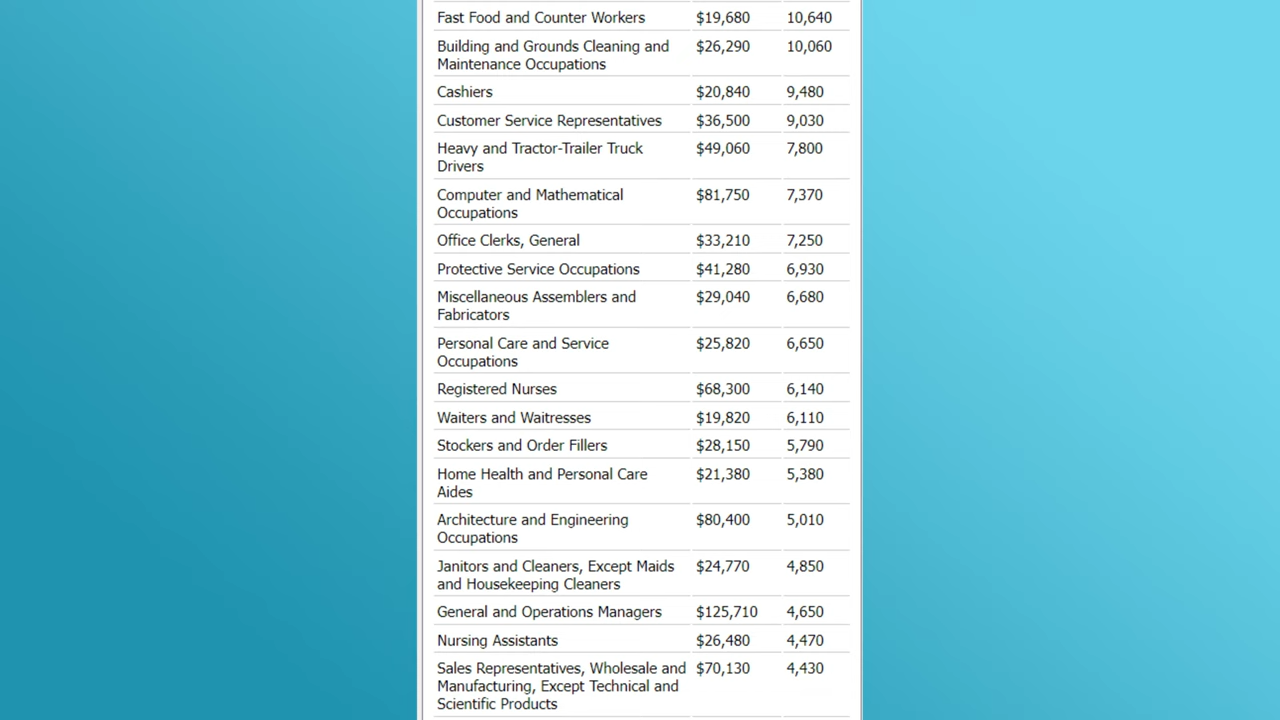 Fast Food and Counter Workers $19,680 10,640
Building and Grounds Cleaning and $26,290 10,060
Maintenance Occupations
Cashiers $20,840 9,480
Customer Service Representatives $36,500 9,030
Heavy and Tractor-Trailer Truck $49,060 7,800
Drivers
Computer and Mathematical $81,750 7,370
Occupations
Office Clerks, General $33,210 7,250
Protective Service Occupations $41,280 6,930
Miscellaneous Assemblers and $29,040 6,680
Fabricators
Personal Care and Service $25,820 6,650
Occupations
Registered Nurses $68,300 6,140
Waiters and Waitresses $19,820 6,110
Stockers and Order Fillers $28,150 5,790
Home Health and Personal Care $21,380 5,380
Aides
Architecture and Engineering $80,400 5,010
Occupations
Janitors and Cleaners, Except Maids $24,770 4,850
and Housekeeping Cleaners
General and Operations Managers $125,710 4,650
Nursing Assistants $26,480 4,470
Sales Representatives, Wholesale and $70,130 4,430
Manufacturing, Except Technical and
Scientific Products